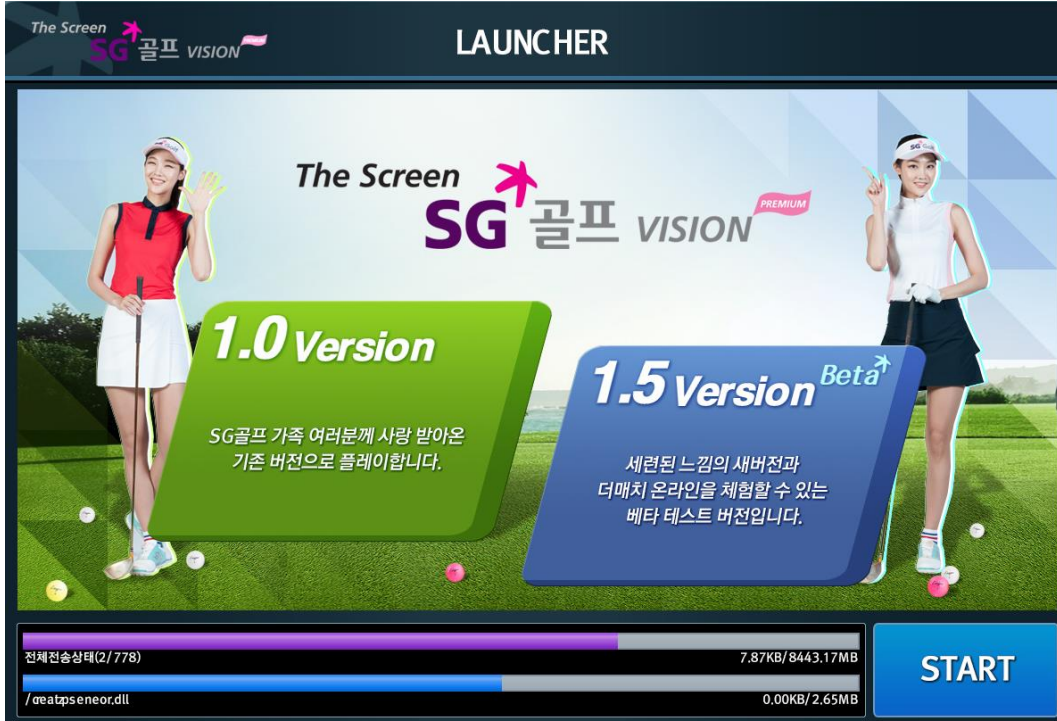 The Screen
SG골프 VISION PREMIUM
LAUNCHER
The Screen
SG골프 VISION PREMIUM
1.0 Version
SG골프 가족 여러분께 사랑 받아온
기존 버전으로 플레이합니다.
1.5 Version Beta
세련된 느낌의 새버전과
더매치 온라인을 체험할 수 있는
베타 테스트 버전입니다.
전체전송상태(2/778) 7.87KB/8443.17MB
0.00KB/2.65MB
START